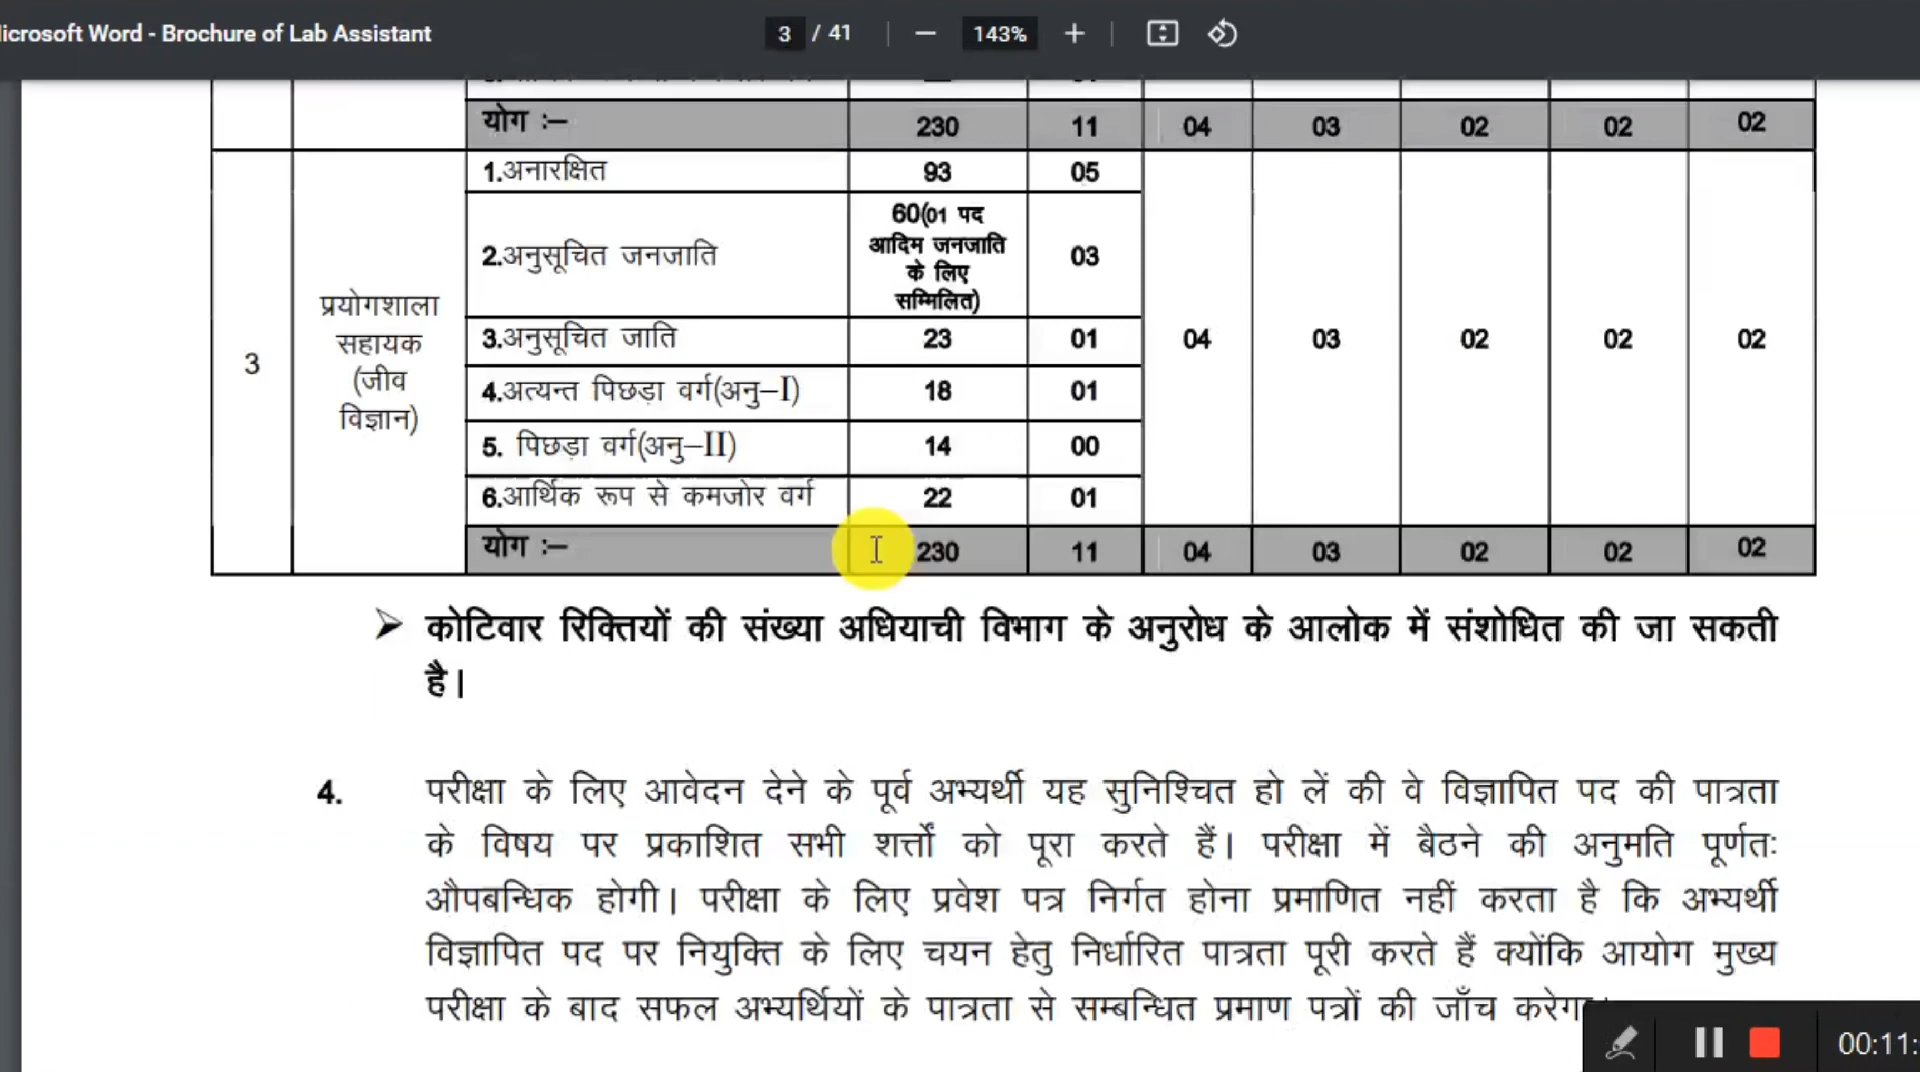 icrosoft Word - Brochure of Lab Assistant 3 / 41 143%
योग :– 230 11 04 03 02 02 02
1.अनारक्षित 93 05
2.अनुसूचित जनजाति 60(01 पद आदिम जनजाति के लिए सम्मिलित) 03
3 प्रयोगशाला सहायक (जीव विज्ञान)
3.अनुसूचित जाति 23 01 04 03 02 02 02
4.अत्यन्त पिछड़ा वर्ग(अनु–I) 18 01
5. पिछड़ा वर्ग(अनु–II) 14 00
6.आर्थिक रूप से कमजोर वर्ग 22 01
योग :– 230 11 04 03 02 02 02
➢ कोटिवार रिक्तियों की संख्या अधियाची विभाग के अनुरोध के आलोक में संशोधित की जा सकती
है।
4. परीक्षा के लिए आवेदन देने के पूर्व अभ्यर्थी यह सुनिश्चित हो लें की वे विज्ञापित पद की पात्रता
के विषय पर प्रकाशित सभी शर्त्तों को पूरा करते हैं। परीक्षा में बैठने की अनुमति पूर्णतः
औपबन्धिक होगी। परीक्षा के लिए प्रवेश पत्र निर्गत होना प्रमाणित नहीं करता है कि अभ्यर्थी
विज्ञापित पद पर नियुक्ति के लिए चयन हेतु निर्धारित पात्रता पूरी करते हैं क्योंकि आयोग मुख्य
परीक्षा के बाद सफल अभ्यर्थियों के पात्रता से सम्बन्धित प्रमाण पत्रों की जाँच करेगा।
00:11: